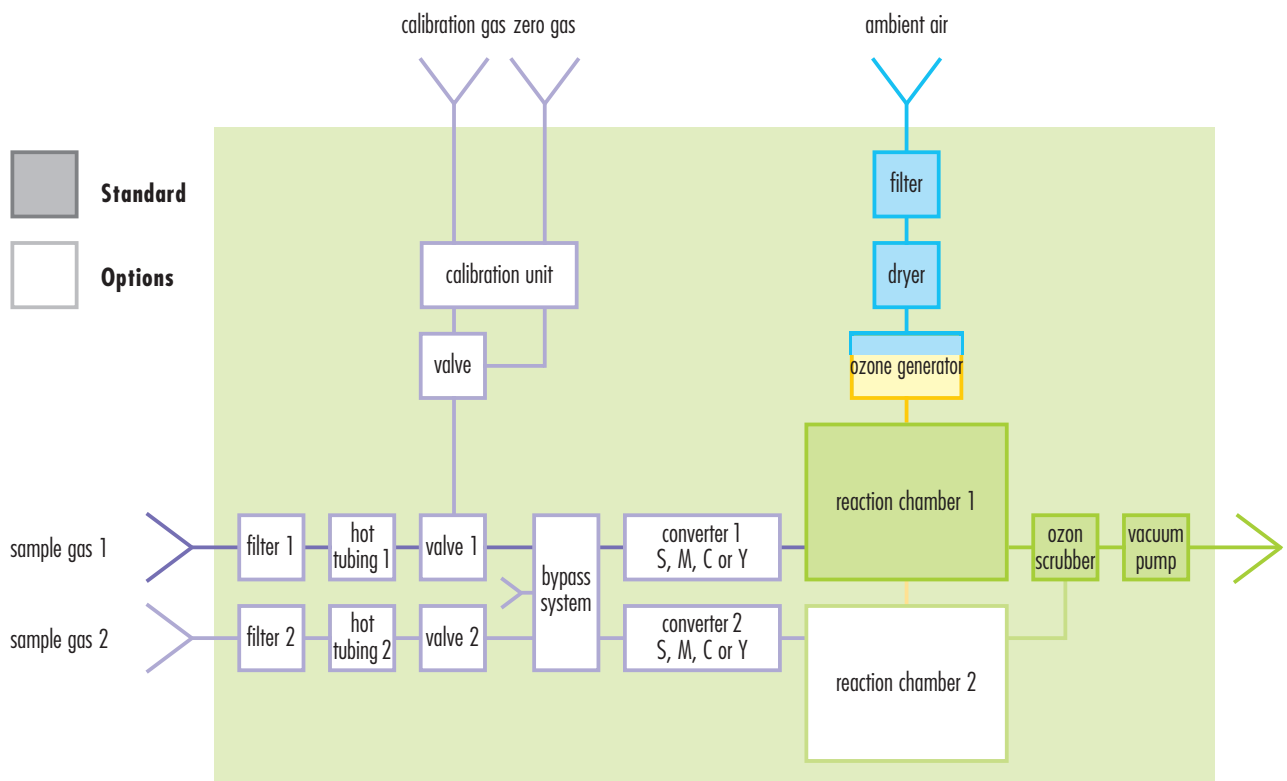 calibration gas zero gas
ambient air
Standard
filter
Options
calibration unit
dryer
valve
ozone generator
reaction chamber 1
sample gas 1
filter 1
hot
tubing 1
valve 1
bypass
system
converter 1
S, M, C or Y
ozon
scrubber
vacuum
pump
sample gas 2
filter 2
hot
tubing 2
valve 2
converter 2
S, M, C or Y
reaction chamber 2